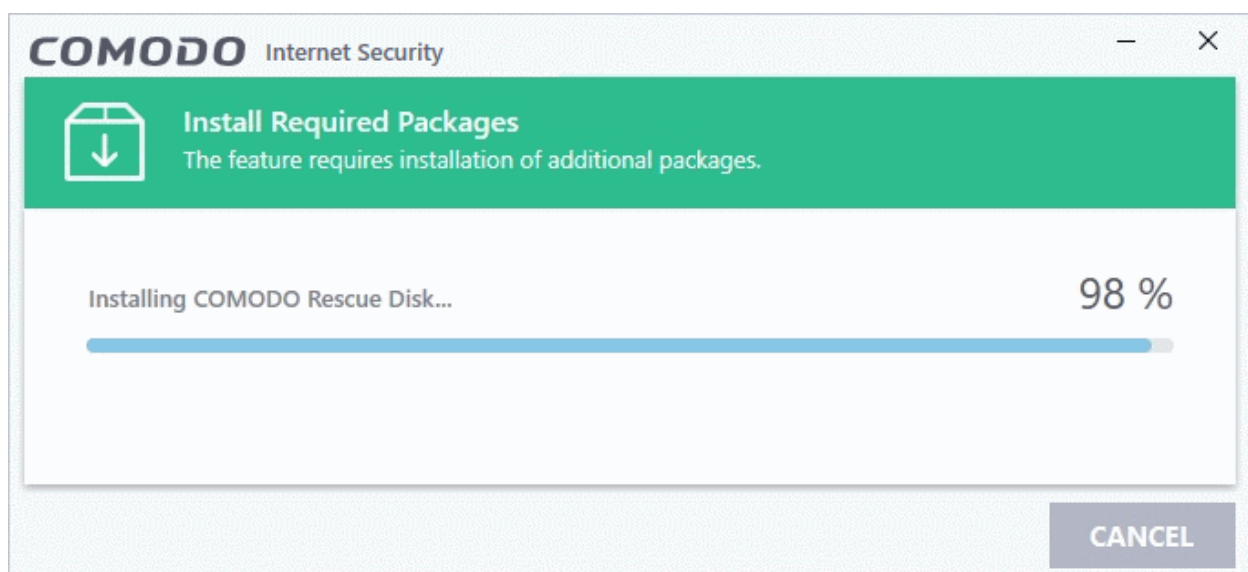 COMODO Internet Security
Install Required Packages
The feature requires installation of additional packages.
Installing COMODO Rescue Disk... 98 %
CANCEL